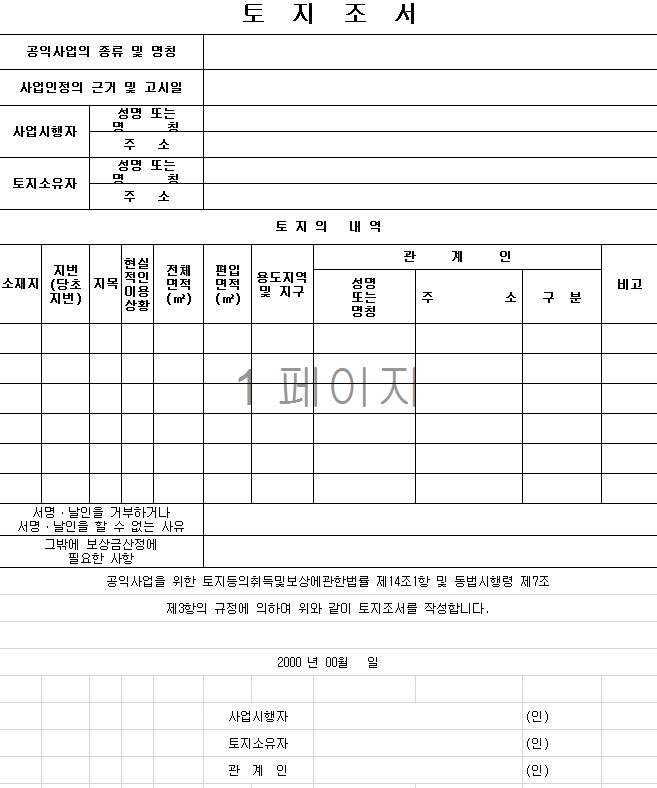 토 지 조 서
공익사업의 종류 및 명칭
사업인정의 근거 및 고시일
사업시행자
성명 또는
명 칭
주 소
토지소유자
성명 또는
명 칭
주 소
토지의 내역
소재지
지번
(당초
지번)
지목
현실
적인
이용
상황
전체
면적
(㎡)
편입
면적
(㎡)
용도지역
및 지구
관 계 인
성명
또는
명칭
주 소
구 분
비고
1 페이지
서명·날인을 거부하거나
서명·날인을 할 수 없는 사유
그밖에 보상금산정에
필요한 사항
공익사업을 위한 토지등의취득및보상에관한법률 제14조1항 및 동법시행령 제7조
제3항의 규정에 의하여 위와 같이 토지조서를 작성합니다.
2000 년 00월 일
사업시행자 (인)
토지소유자 (인)
관 계 인 (인)